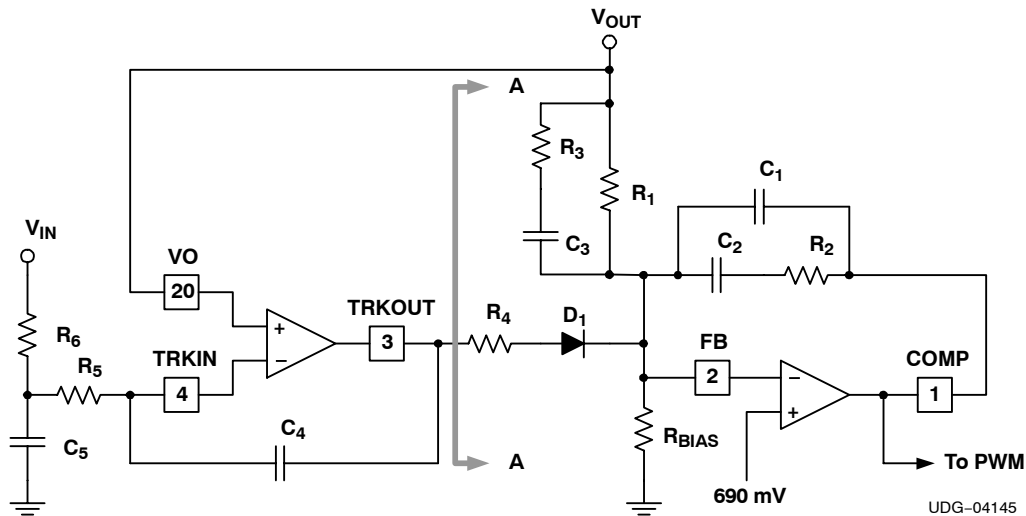 VOUT
A
R3
R1
C1
C3
C2
R2
VIN
VO
20
+
−
TRKOUT
3
R4
D1
R6
R5
TRKIN
4
FB
2
−
+
COMP
1
C5
C4
RBIAS
A
To PWM
690 mV
UDG−04145